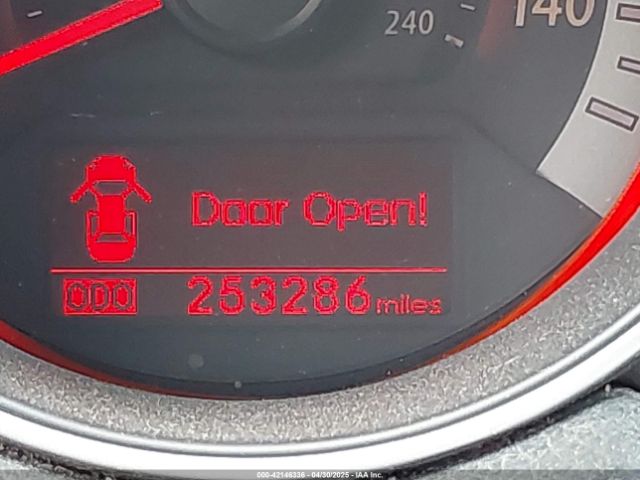 240
140
Door Open!
ODO 253286 miles
000-42146336 - 04/30/2025 - IAA Inc.